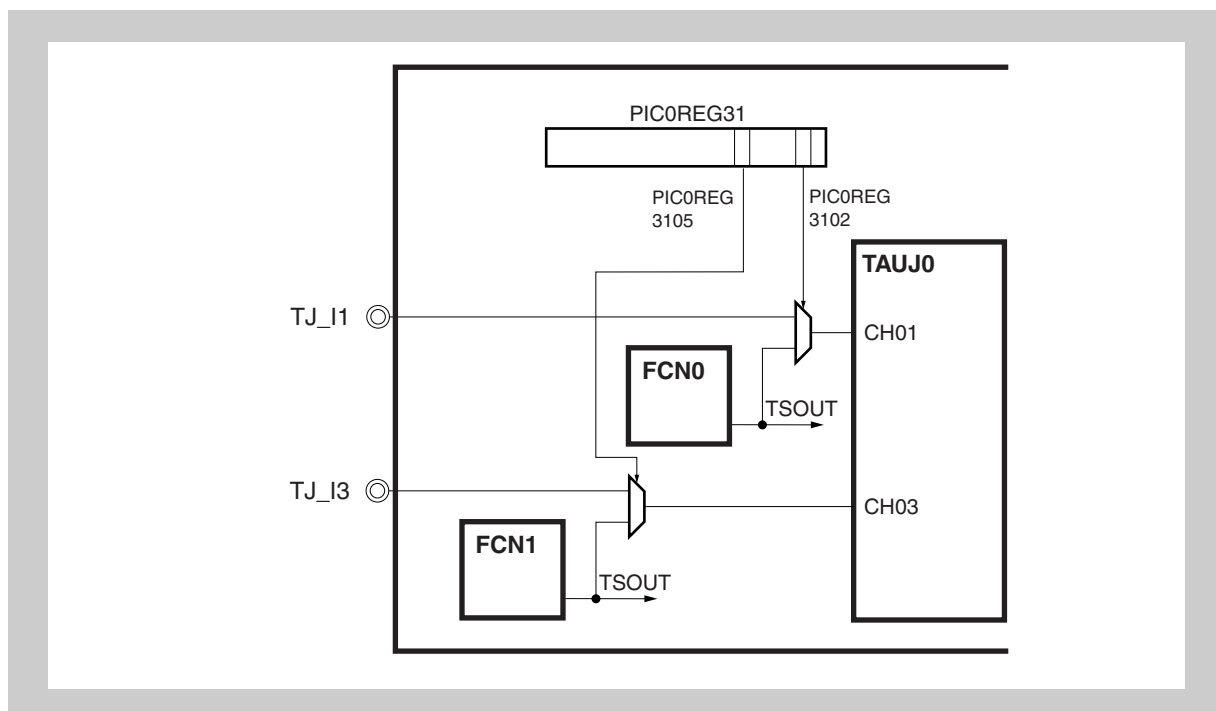 PIC0REG31
PIC0REG
3105
PIC0REG
3102
TAUJ0
TJ_I1
CH01
FCN0
TSOUT
TJ_I3
CH03
FCN1
TSOUT